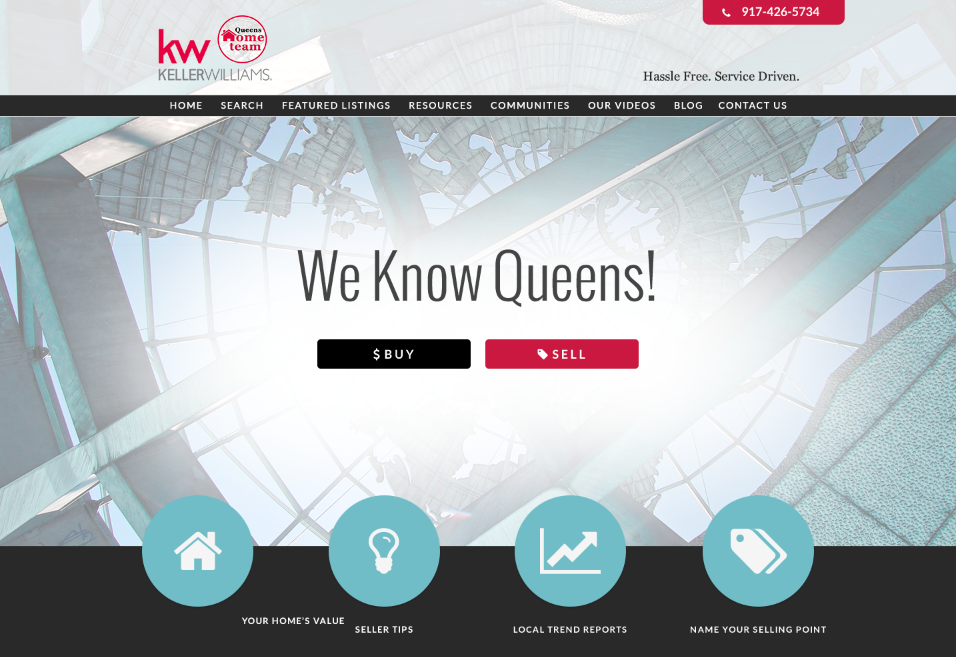 917-426-5734
kw
Queens
Home
team
KELLERWILLIAMS.
Hassle Free. Service Driven.
HOME SEARCH FEATURED LISTINGS RESOURCES COMMUNITIES OUR VIDEOS BLOG CONTACT US
We Know Queens!
$ BUY SELL
YOUR HOME'S VALUE
SELLER TIPS LOCAL TREND REPORTS NAME YOUR SELLING POINT